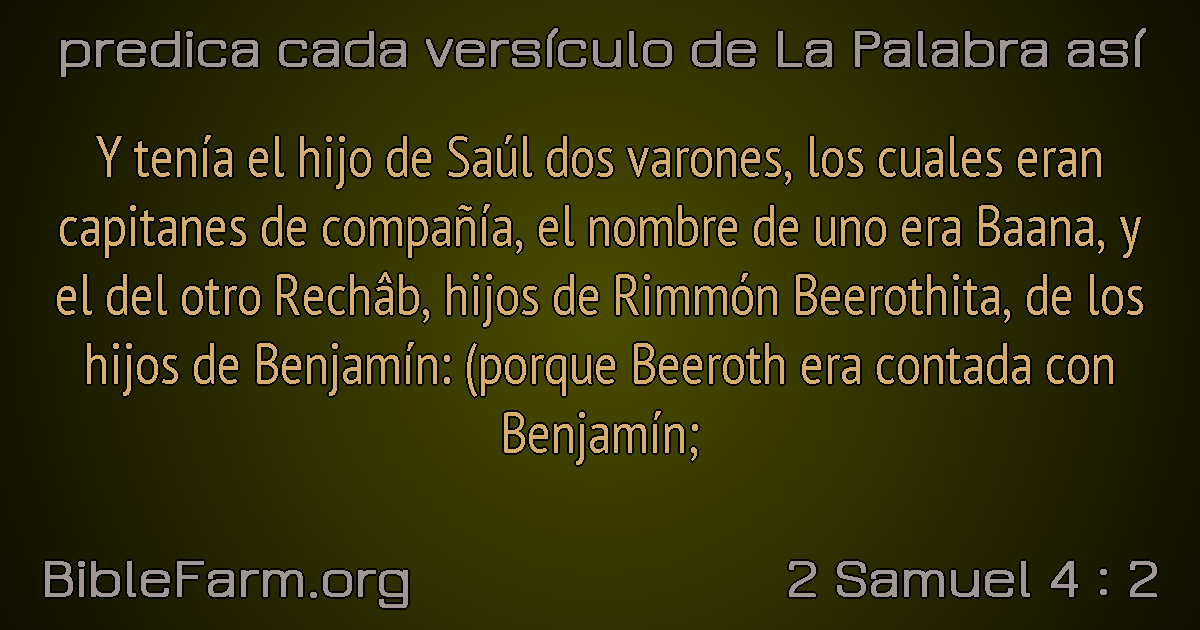 predica cada versículo de La Palabra así
Y tenía el hijo de Saúl dos varones, los cuales eran
capitanes de compañía, el nombre de uno era Baana, y
el del otro Rechâb, hijos de Rimmón Beerothita, de los
hijos de Benjamín: (porque Beeroth era contada con
Benjamín;
BibleFarm.org
2 Samuel 4 : 2